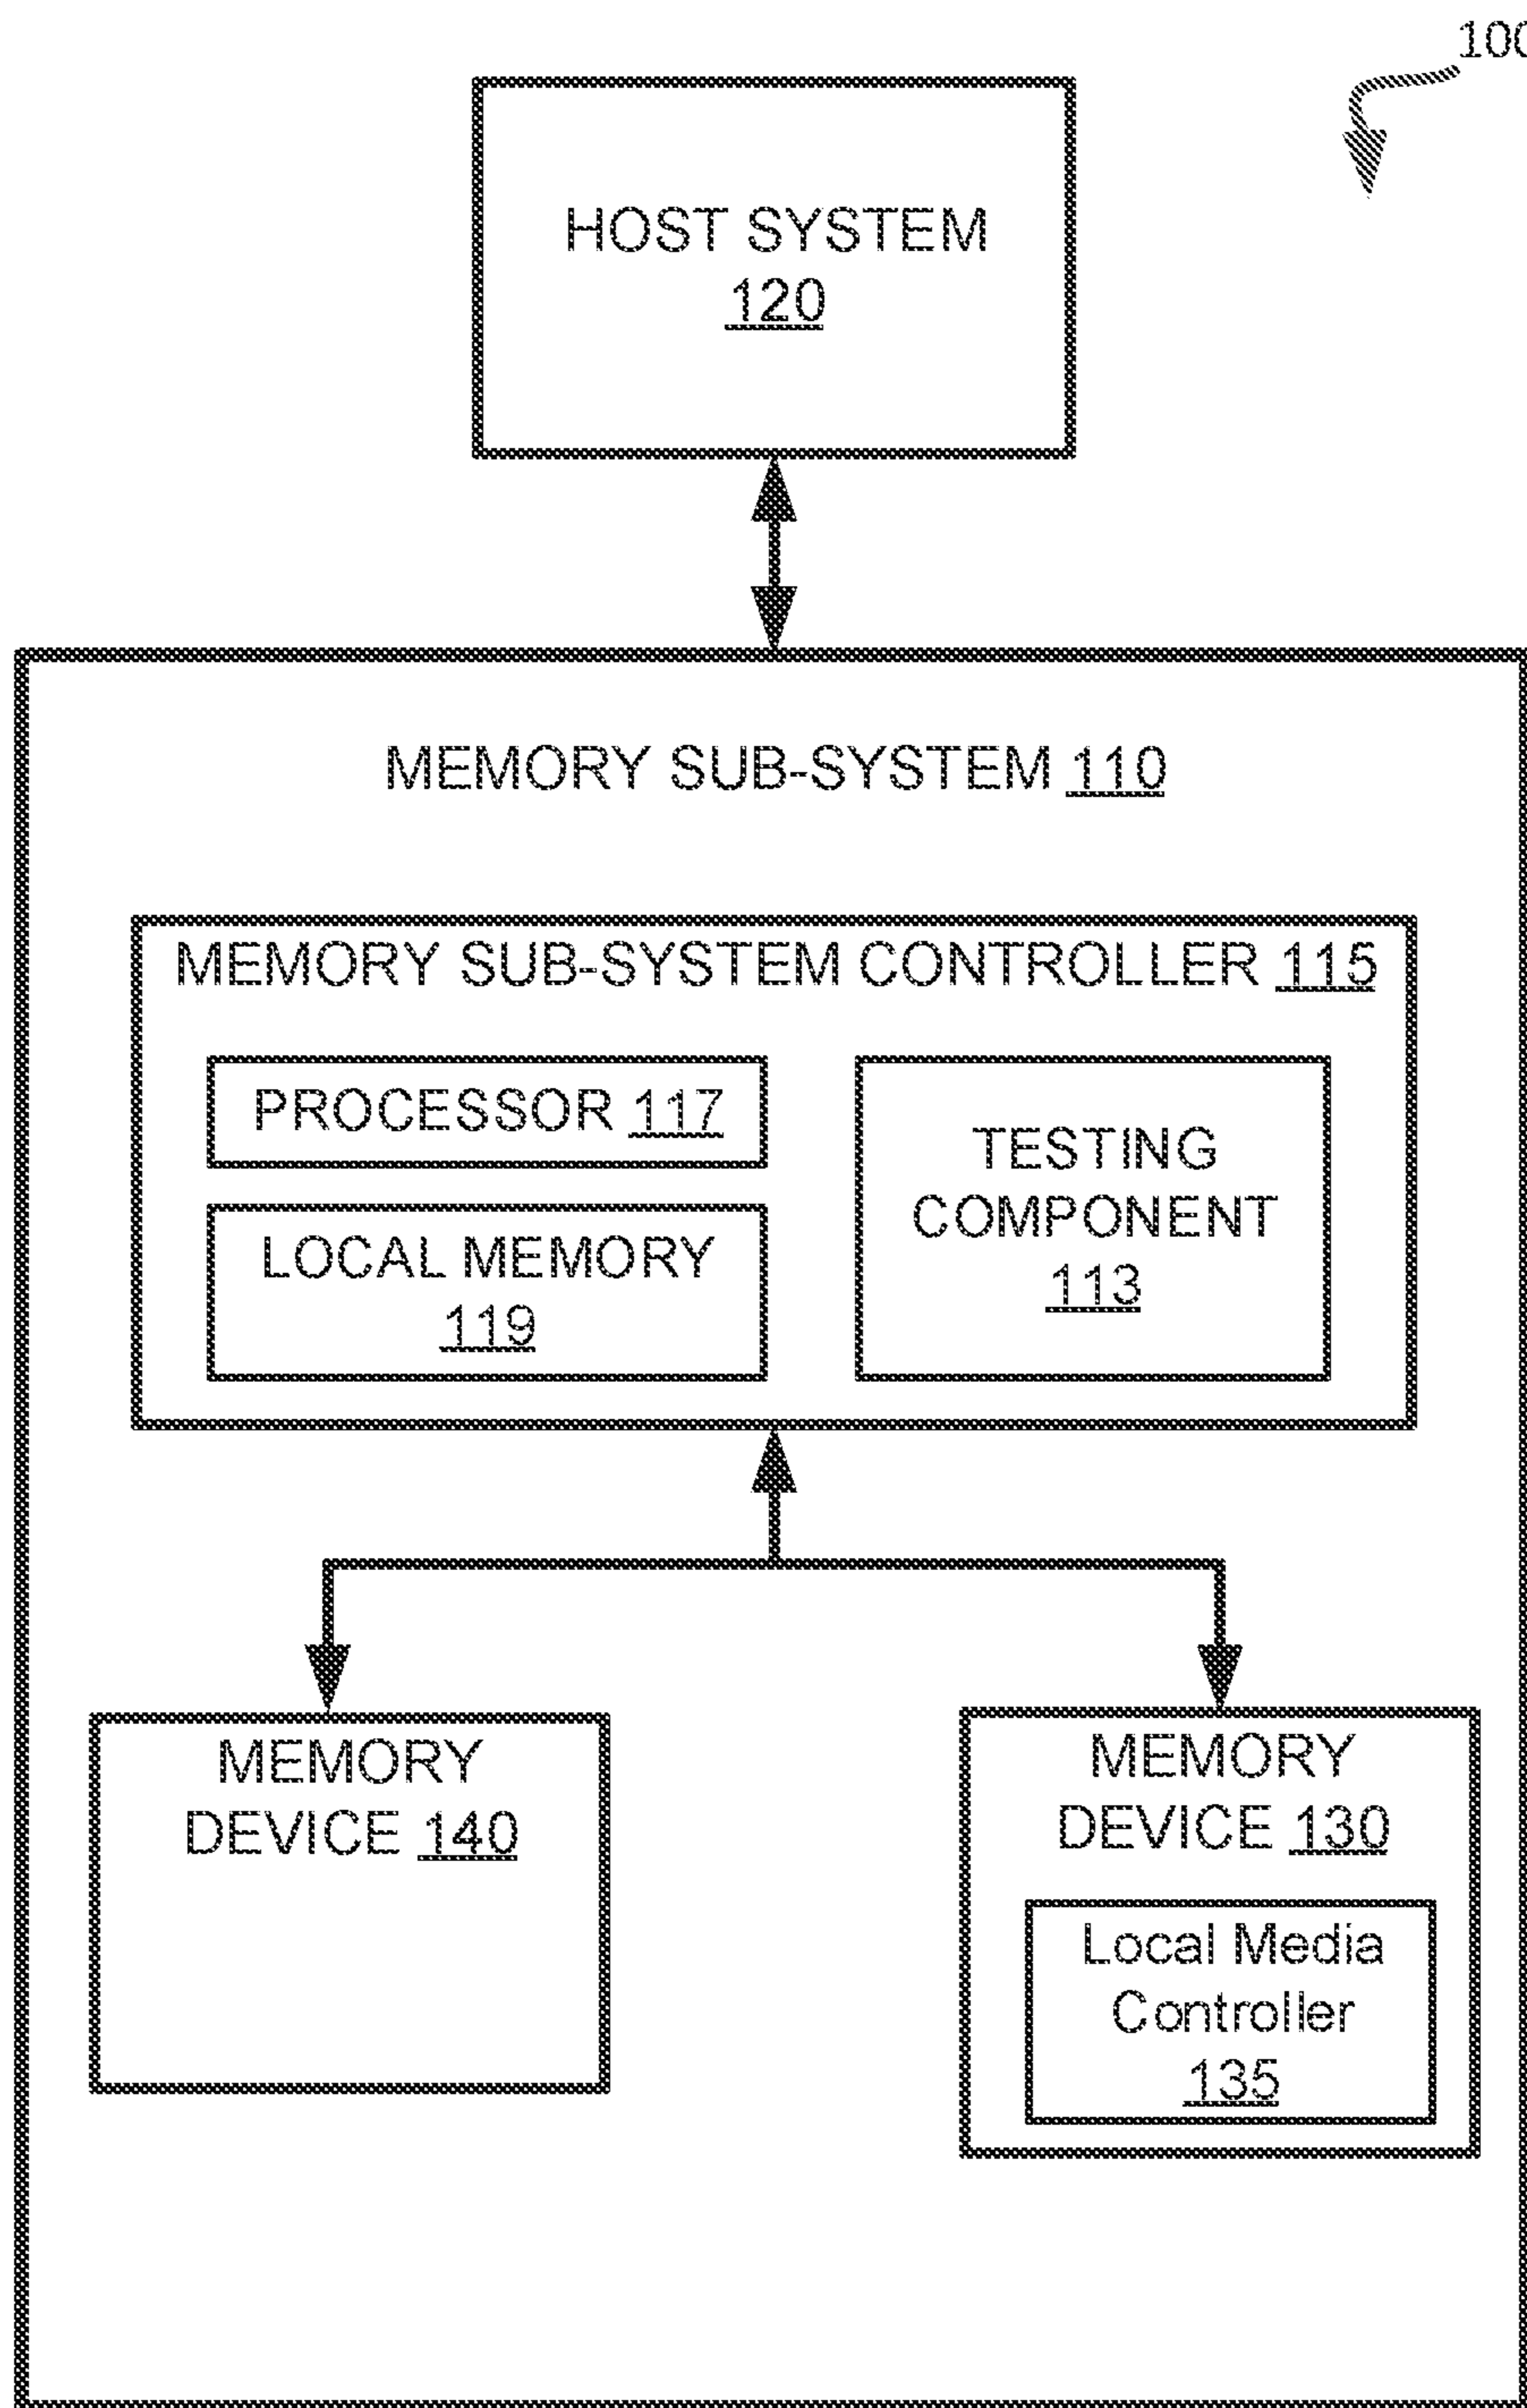 100
HOST SYSTEM
120
MEMORY SUB-SYSTEM 110
MEMORY SUB-SYSTEM CONTROLLER 115
PROCESSOR 117
LOCAL MEMORY
119
TESTING
COMPONENT
113
MEMORY
DEVICE 140
MEMORY
DEVICE 130
Local Media
Controller
135